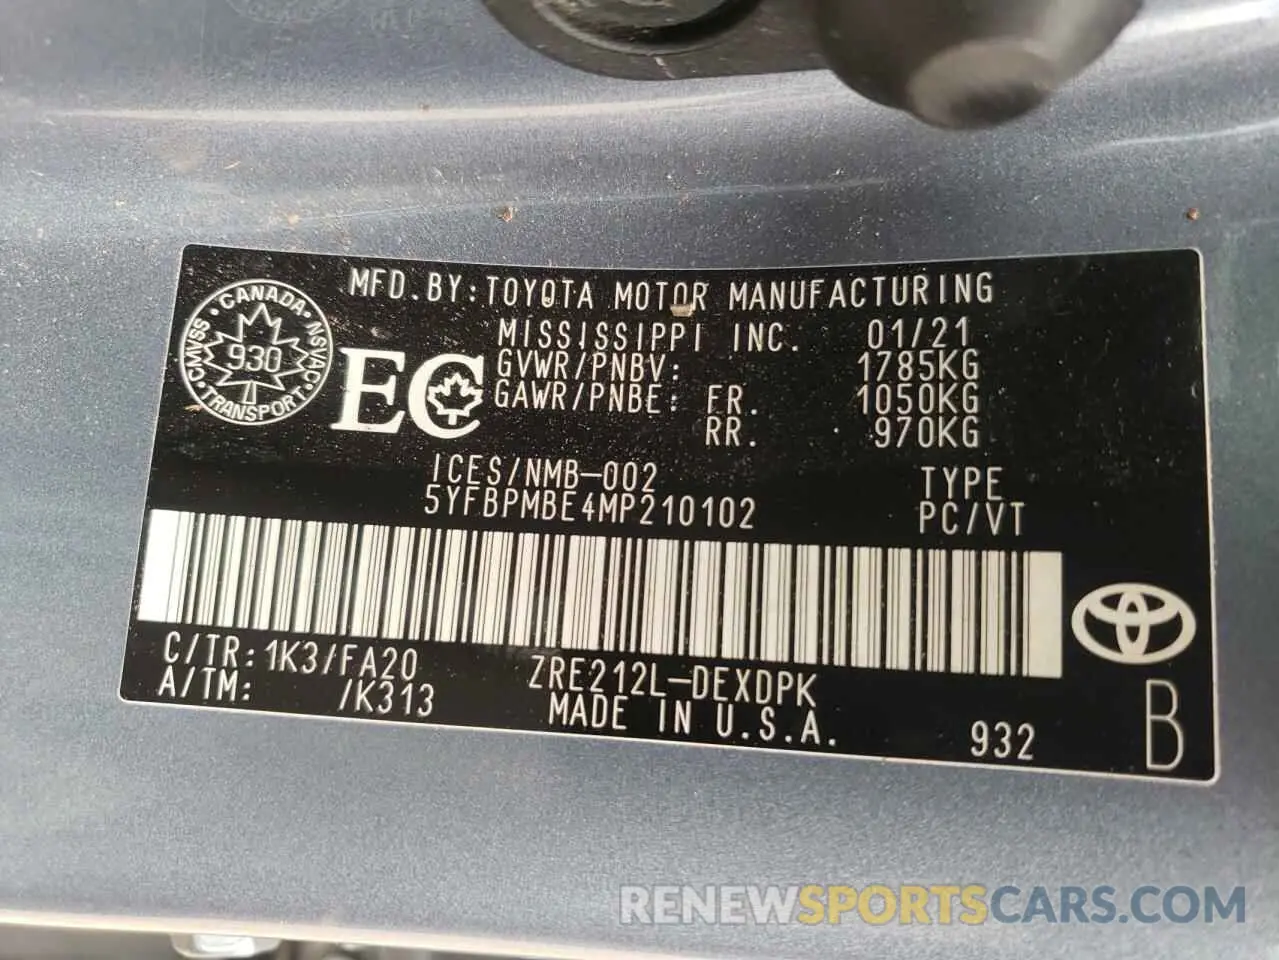 MFD.BY:TOYOTA MOTOR MANUFACTURING
MISSISSIPPI INC. 01/21
GVWR/PNBV: 1785KG
GAWR/PNBE: FR. 1050KG
RR. 970KG
CANADA
CMVSS 930 NSVAC
TRANSPORT
EC
ICES/NMB-002 TYPE
5YFBPMBE4MP210102 PC/VT
C/TR:1K3/FA20 ZRE212L-DEXDPK
A/TM: /K313 MADE IN U.S.A. 932 B
RENEWSPORTSCARS.COM